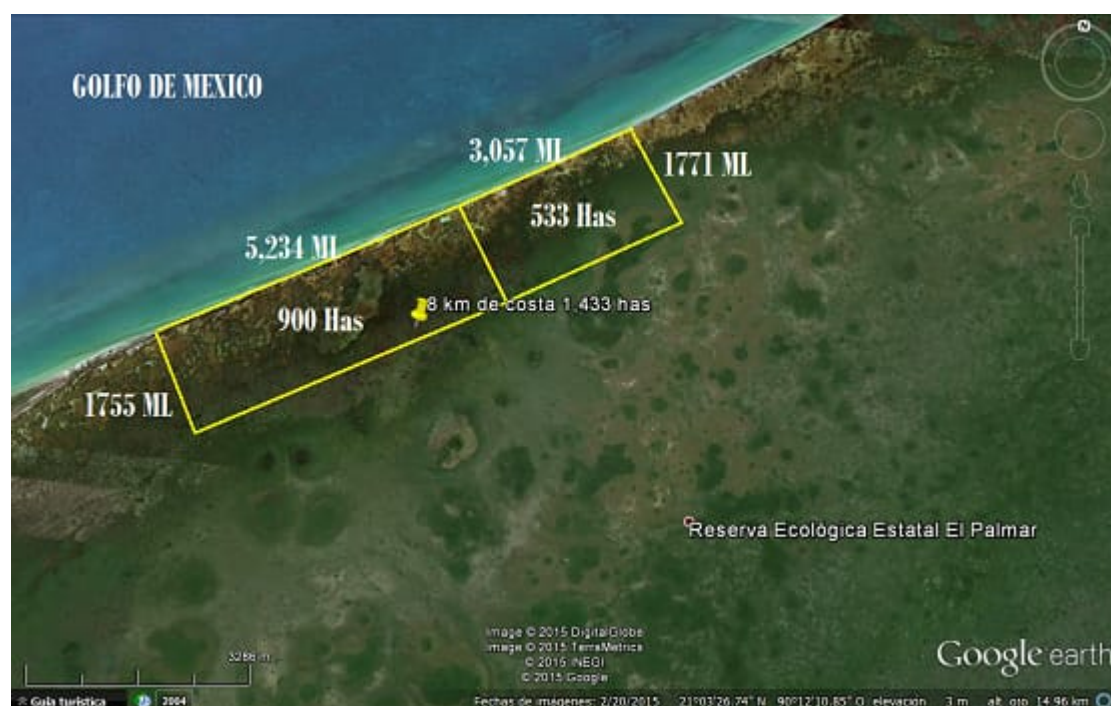 GOLFO DE MEXICO
3,057 ML
1771 ML
533 Has
5,234 ML
8 km de costa 1,433 has
900 Has
1755 ML
Reserva Ecológica Estatal El Palmar
Image © 2015 DigitalGlobe
Image © 2015 TerraMetrics
© 2015 INEGI
© 2015 Google
3286 m
Google earth
Guía turística
2004
Fechas de imágenes: 2/20/2015 21°03'26.74" N 90°12'10.85" O elevación 3 m alt. ojo 14.96 km
N